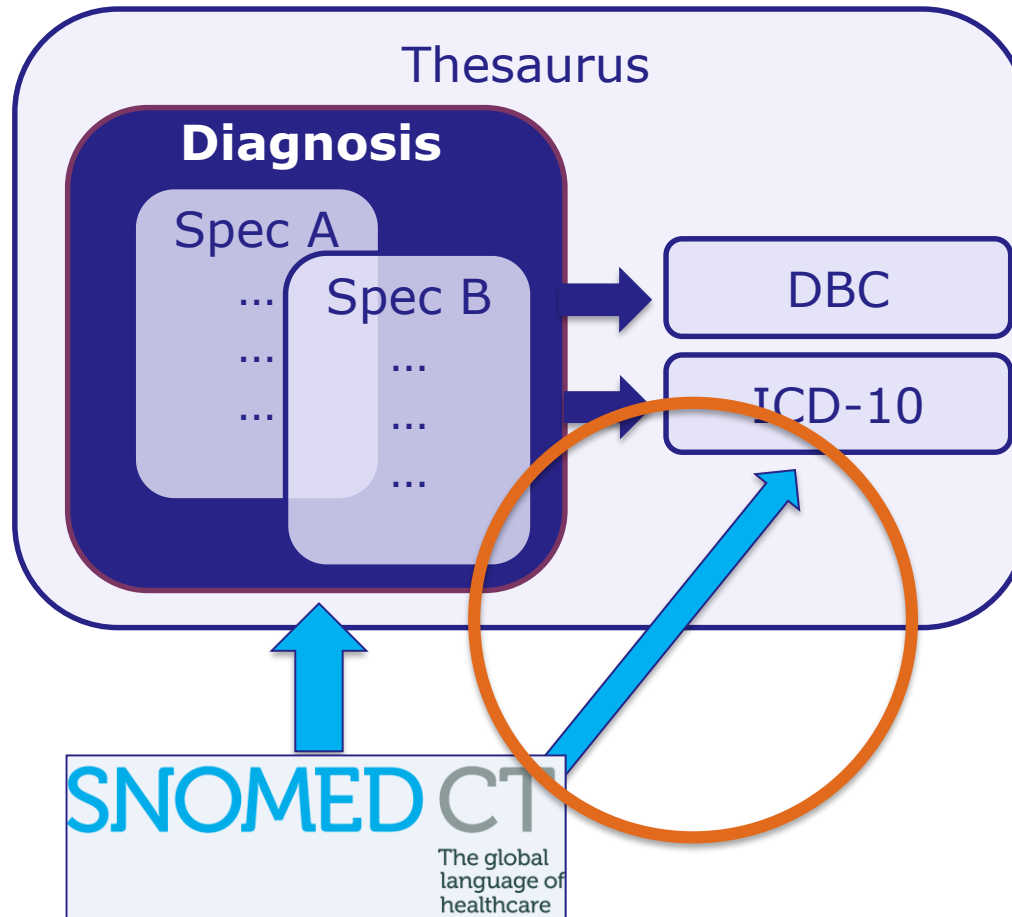 Thesaurus
Diagnosis
Spec A
...
...
...
Spec B
...
...
...
DBC
ICD-10
SNOMED CT
The global
language of
healthcare